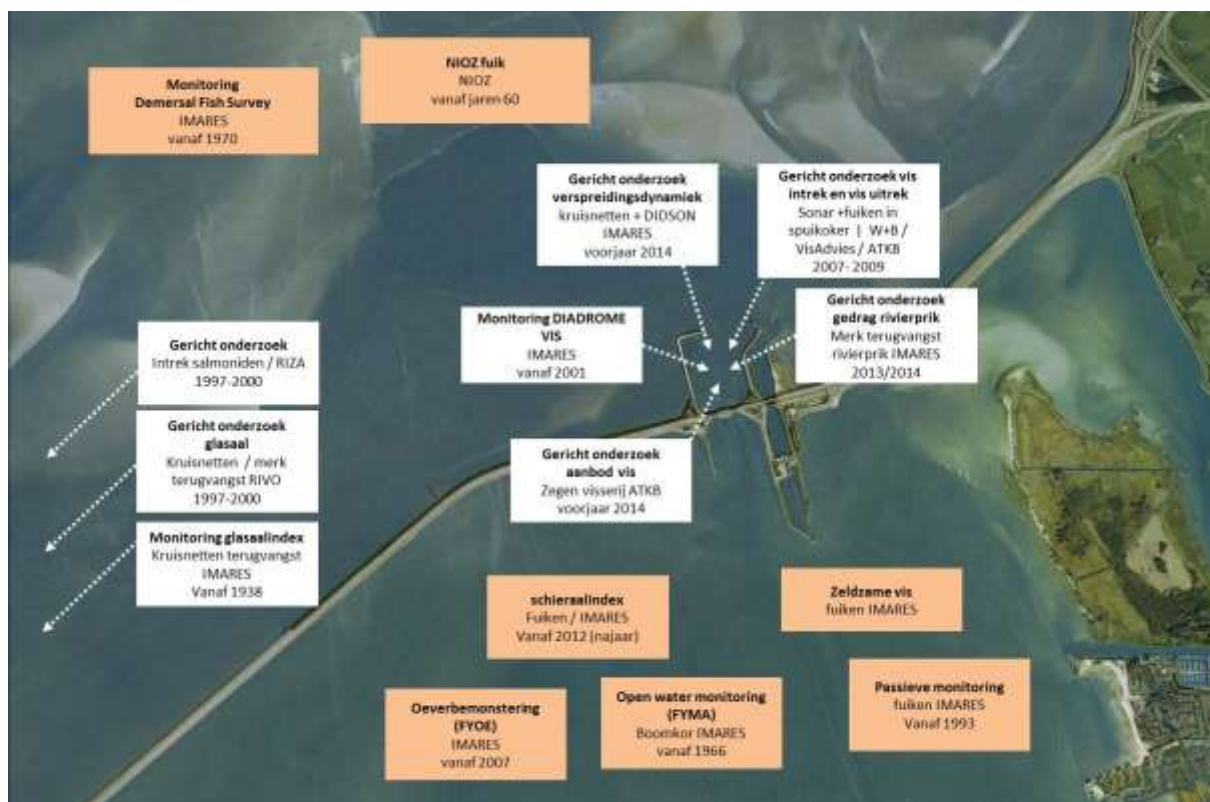 Monitoring
Demersal Fish Survey
IMARES
vanaf 1970
NIOZ fuik
NIOZ
vanaf jaren 60
Gericht onderzoek
verspreidingsdynamiek
kruisnetten + DIDSON
IMARES
voorjaar 2014
Gericht onderzoek vis
intrek en vis uitrek
Sonar +fuiken in
spuikoker | W+B /
VisAdvies / ATKB
2007- 2009
Monitoring DIADROME
VIS
IMARES
vanaf 2001
Gericht onderzoek
gedrag rivierprik
Merk terugvangst
rivierprik IMARES
2013/2014
Gericht onderzoek
Intrek salmoniden / RIZA
1997-2000
Gericht onderzoek
glasaal
Kruisnetten / merk
terugvangst RIVO
1997-2000
Monitoring glasaalindex
Kruisnetten terugvangst
IMARES
Vanaf 1938
Gericht onderzoek
aanbod vis
Zegen visserij ATKB
voorjaar 2014
schieraalindex
Fuiken / IMARES
Vanaf 2012 (najaar)
Zeldzame vis
fuiken IMARES
Oeverbemonstering
(FYOE)
IMARES
vanaf 2007
Open water monitoring
(FYMA)
Boomkor IMARES
vanaf 1966
Passieve monitoring
fuiken IMARES
Vanaf 1993